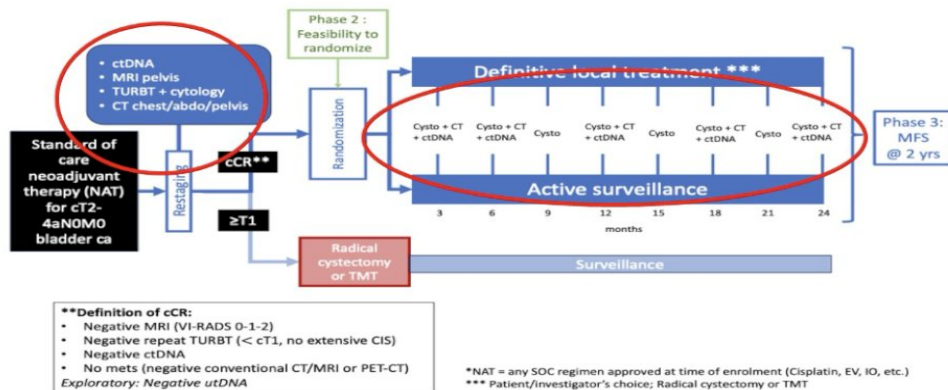 Phase 2 :
Feasibility to
randomize
• ctDNA
• MRI pelvis
• TURBT + cytology
• CT chest/abdo/pelvis
Standard of
care
neoadjuvant
therapy (NAT)
for cT2-
4aN0M0
bladder ca
Restaging
cCR**
≥T1
Randomization
Definitive local treatment ***
Cysto + CT
+ ctDNA
Cysto + CT
+ ctDNA
Cysto
Cysto + CT
+ ctDNA
Cysto
Cysto + CT
+ ctDNA
Cysto
Cysto + CT
+ ctDNA
Active surveillance
3 6 9 12 15 18 21 24
months
Phase 3:
MFS
@ 2 yrs
Radical
cystectomy
or TMT
Surveillance
**Definition of cCR:
• Negative MRI (VI-RADS 0-1-2)
• Negative repeat TURBT (< cT1, no extensive CIS)
• Negative ctDNA
• No mets (negative conventional CT/MRI or PET-CT)
Exploratory: Negative utDNA
*NAT = any SOC regimen approved at time of enrolment (Cisplatin, EV, IO, etc.)
*** Patient/investigator's choice; Radical cystectomy or TMT